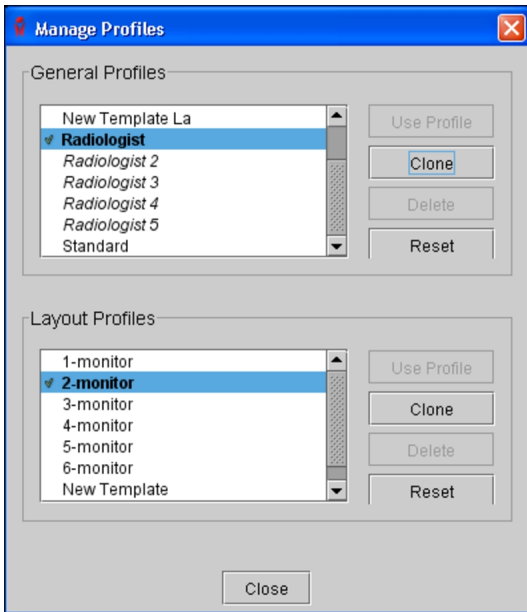 Manage Profiles
General Profiles
New Template La
Radiologist
Radiologist 2
Radiologist 3
Radiologist 4
Radiologist 5
Standard
Use Profile
Clone
Delete
Reset
Layout Profiles
1-monitor
2-monitor
3-monitor
4-monitor
5-monitor
6-monitor
New Template
Use Profile
Clone
Delete
Reset
Close